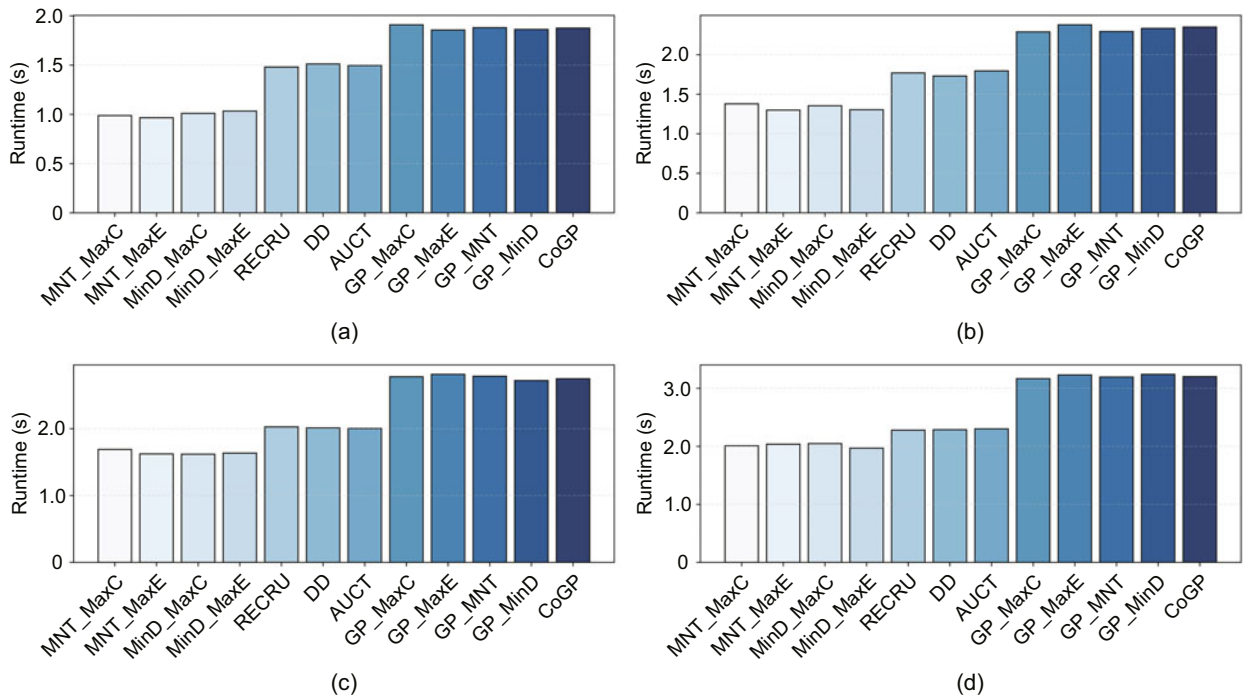 2.0
1.5
1.0
0.5
0
Runtime (s)
MNT_MaxC
MNT_MaxE
MinD_MaxC
MinD_MaxE
RECRU
DD
AUCT
GP_MaxC
GP_MaxE
GP_MNT
GP_MinD
CoGP
(a)
2.0
1.5
1.0
0.5
0
Runtime (s)
MNT_MaxC
MNT_MaxE
MinD_MaxC
MinD_MaxE
RECRU
DD
AUCT
GP_MaxC
GP_MaxE
GP_MNT
GP_MinD
CoGP
(b)
2.0
1.0
0
Runtime (s)
MNT_MaxC
MNT_MaxE
MinD_MaxC
MinD_MaxE
RECRU
DD
AUCT
GP_MaxC
GP_MaxE
GP_MNT
GP_MinD
CoGP
(c)
3.0
2.0
1.0
0
Runtime (s)
MNT_MaxC
MNT_MaxE
MinD_MaxC
MinD_MaxE
RECRU
DD
AUCT
GP_MaxC
GP_MaxE
GP_MNT
GP_MinD
CoGP
(d)